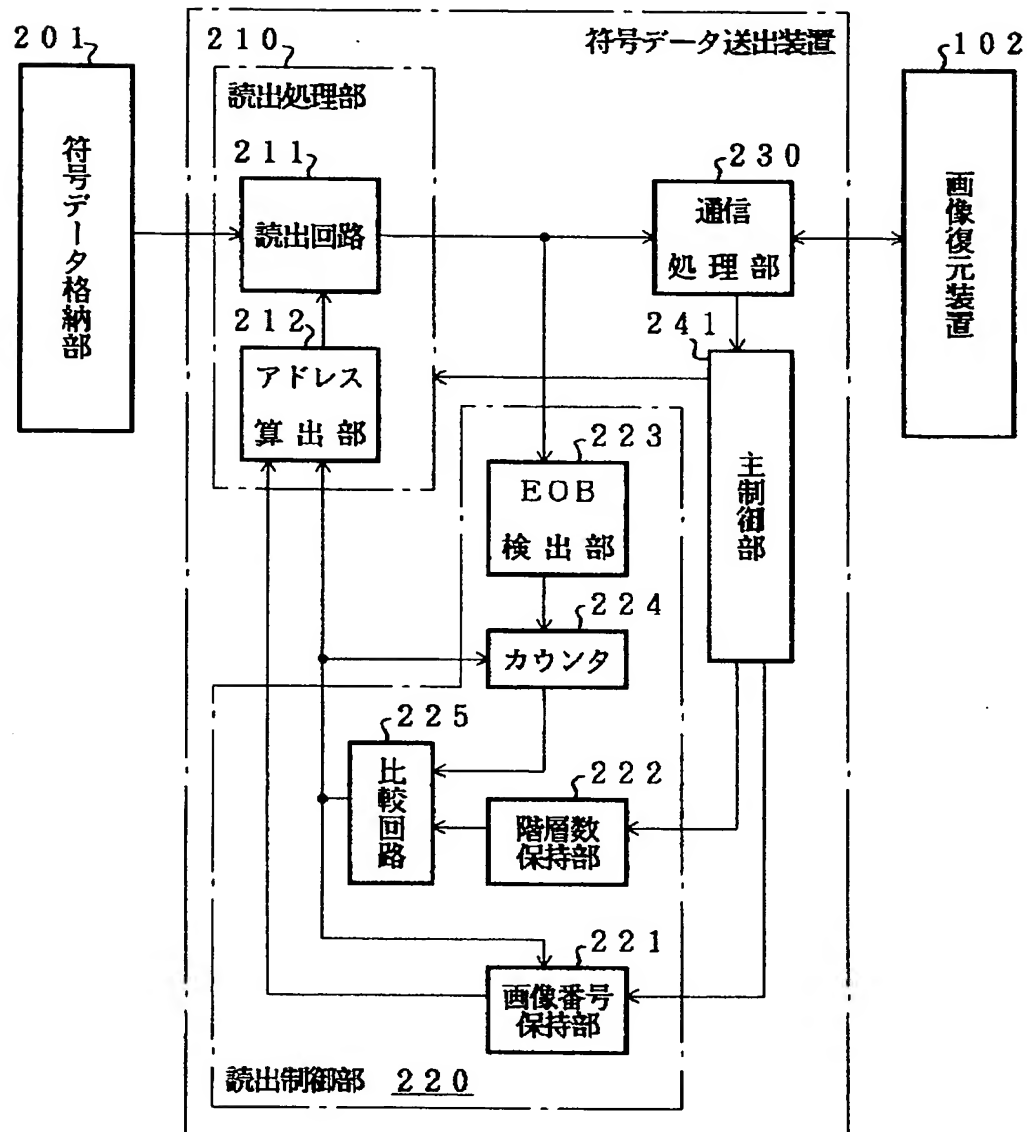 201
210
符号データ送出装置
102
読出処理部
符号データ格納部
211
読出回路
230
通信
処理部
画像復元装置
212
アドレス
算出部
241
主制御部
223
EOB
検出部
224
カウンタ
225
比較回路
222
階層数
保持部
221
画像番号
保持部
読出制御部 220